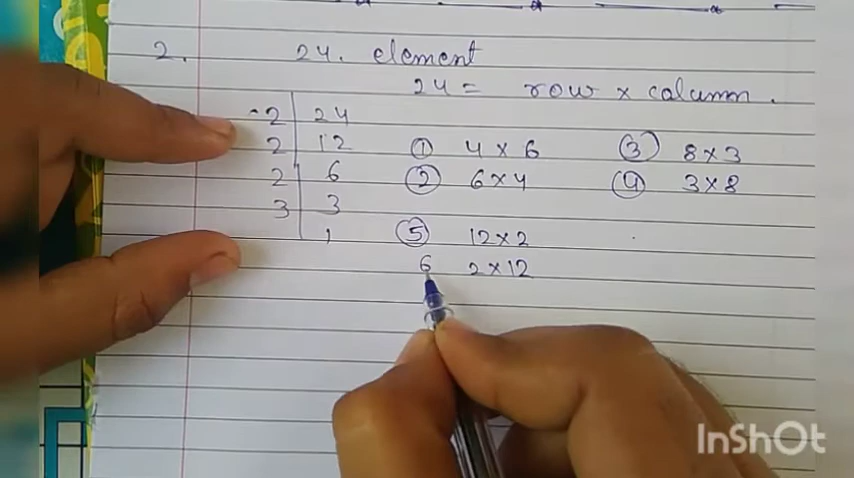 2. 24. element
24 = row × column.
2 | 24
2 | 12 ① 4 × 6 ③ 8 × 3
2 | 6 ② 6 × 4 ④ 3 × 8
3 | 3
1 ⑤ 12 × 2
6 2 × 12
InShOt